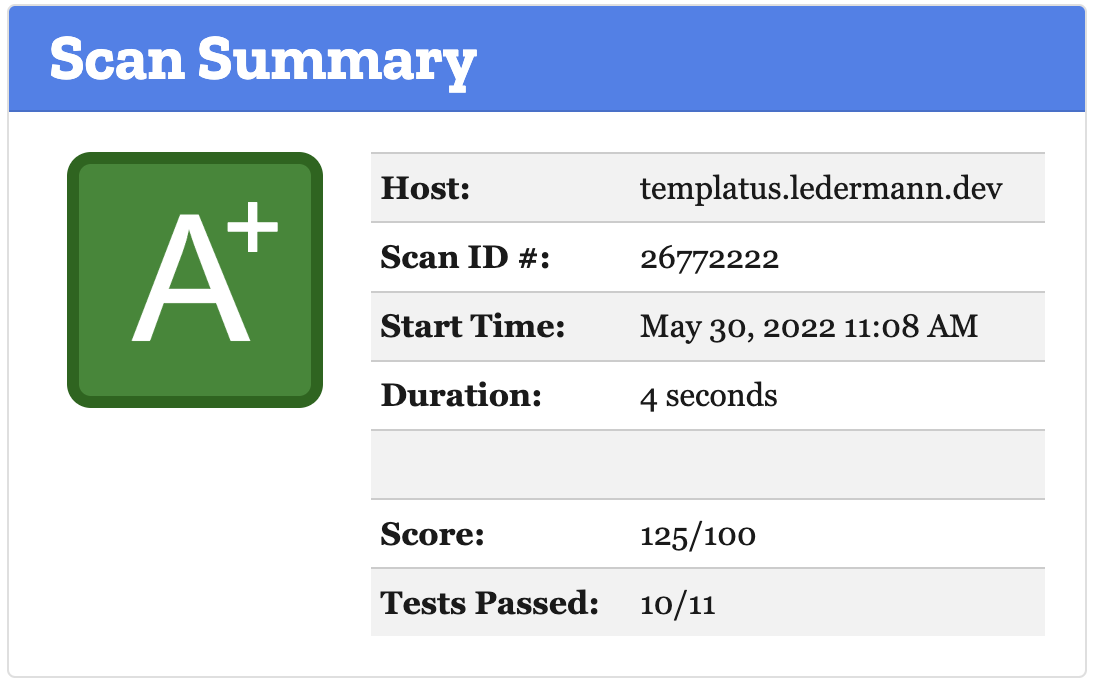 Scan Summary
A+
Host: templatus.ledermann.dev
Scan ID #: 26772222
Start Time: May 30, 2022 11:08 AM
Duration: 4 seconds
Score: 125/100
Tests Passed: 10/11